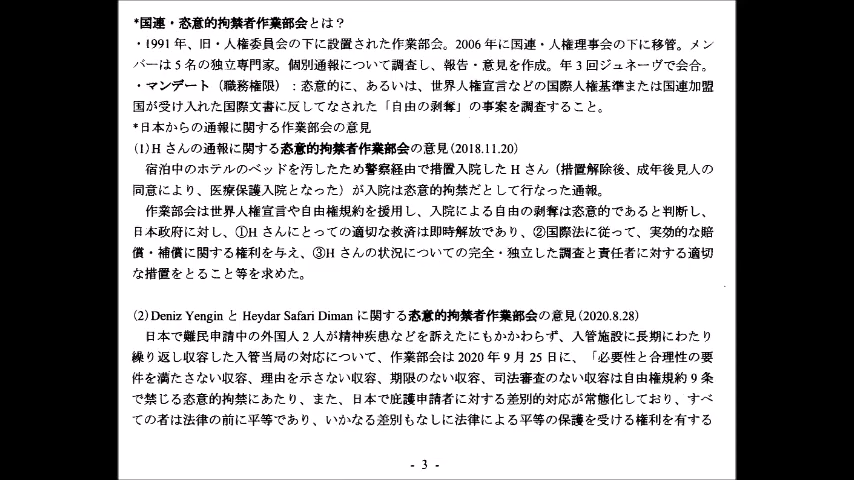 *国連・恣意的拘禁者作業部会とは?
・1991年、旧・人権委員会の下に設置された作業部会。2006年に国連・人権理事会の下に移管。メン
バーは5名の独立専門家。個別通報について調査し、報告・意見を作成。年3回ジュネーヴで会合。
・マンデート(職務権限):恣意的に、あるいは、世界人権宣言などの国際人権基準または国連加盟
国が受け入れた国際文書に反してなされた「自由の剥奪」の事案を調査すること。
*日本からの通報に関する作業部会の意見
(1)Hさんの通報に関する恣意的拘禁者作業部会の意見(2018.11.20)
宿泊中のホテルのベッドを汚したため警察経由で措置入院したHさん(措置解除後、成年後見人の
同意により、医療保護入院となった)が入院は恣意的拘禁だとして行なった通報。
作業部会は世界人権宣言や自由権規約を援用し、入院による自由の剥奪は恣意的であると判断し、
日本政府に対し、①Hさんにとっての適切な救済は即時解放であり、②国際法に従って、実効的な賠
償・補償に関する権利を与え、③Hさんの状況についての完全・独立した調査と責任者に対する適切
な措置をとること等を求めた。
(2)Deniz YenginとHeydar Safari Dimanに関する恣意的拘禁者作業部会の意見(2020.8.28)
日本で難民申請中の外国人2人が精神疾患などを訴えたにもかかわらず、入管施設に長期にわたり
繰り返し収容した入管当局の対応について、作業部会は2020年9月25日に、「必要性と合理性の要
件を満たさない収容、理由を示さない収容、期限のない収容、司法審査のない収容は自由権規約9条
で禁じる恣意的拘禁にあたり、また、日本で庇護申請者に対する差別的対応が常態化しており、すべ
ての者は法律の前に平等であり、いかなる差別もなしに法律による平等の保護を受ける権利を有する
- 3 -